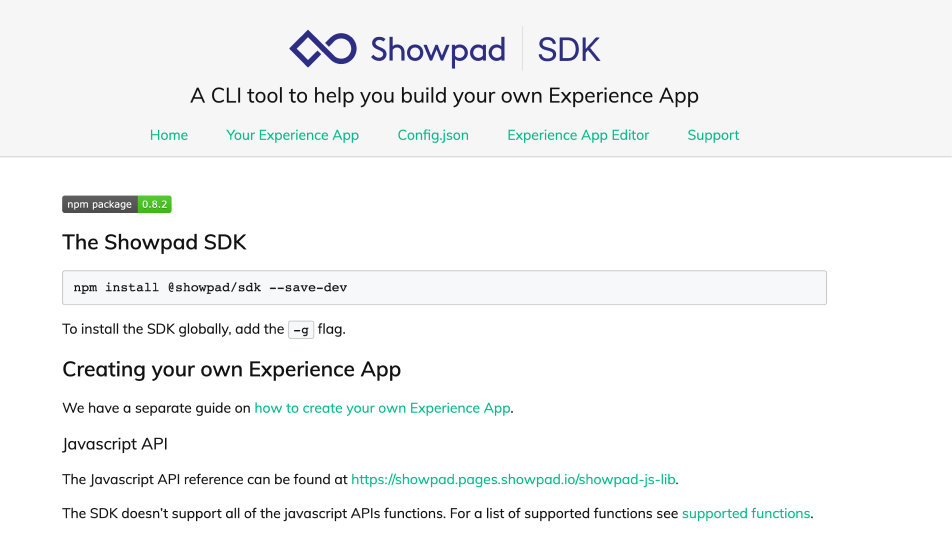 Showpad SDK
A CLI tool to help you build your own Experience App
Home Your Experience App Config.json Experience App Editor Support
npm package 0.8.2
The Showpad SDK
npm install @showpad/sdk --save-dev
To install the SDK globally, add the -g flag.
Creating your own Experience App
We have a separate guide on how to create your own Experience App.
Javascript API
The Javascript API reference can be found at https://showpad.pages.showpad.io/showpad-js-lib.
The SDK doesn't support all of the javascript APIs functions. For a list of supported functions see supported functions.